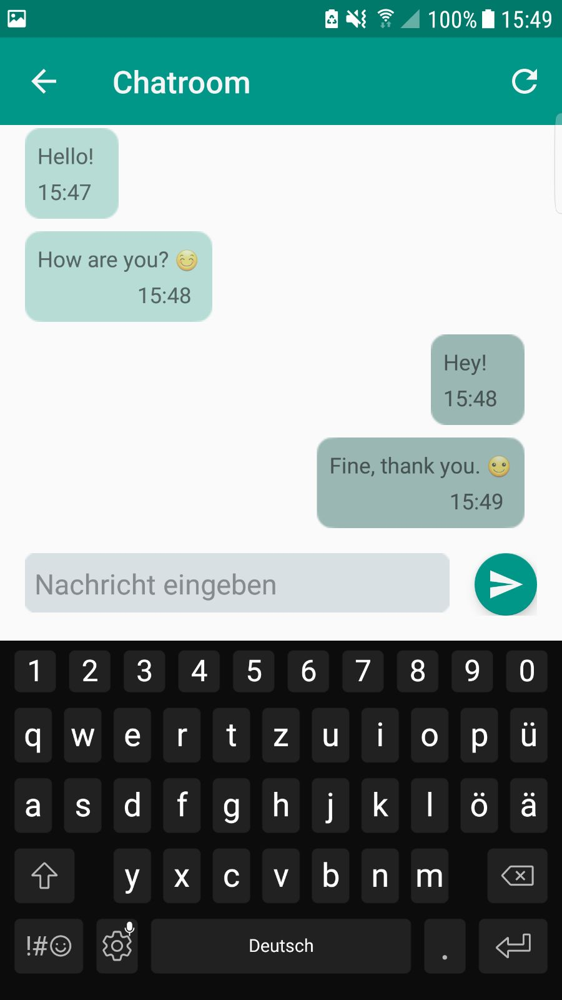 100% 15:49
Chatroom
Hello!
15:47
How are you? 😊
15:48
Hey!
15:48
Fine, thank you. 🙂
15:49
Nachricht eingeben
1 2 3 4 5 6 7 8 9 0
q w e r t z u i o p ü
a s d f g h j k l ö ä
y x c v b n m
!#☺ Deutsch .